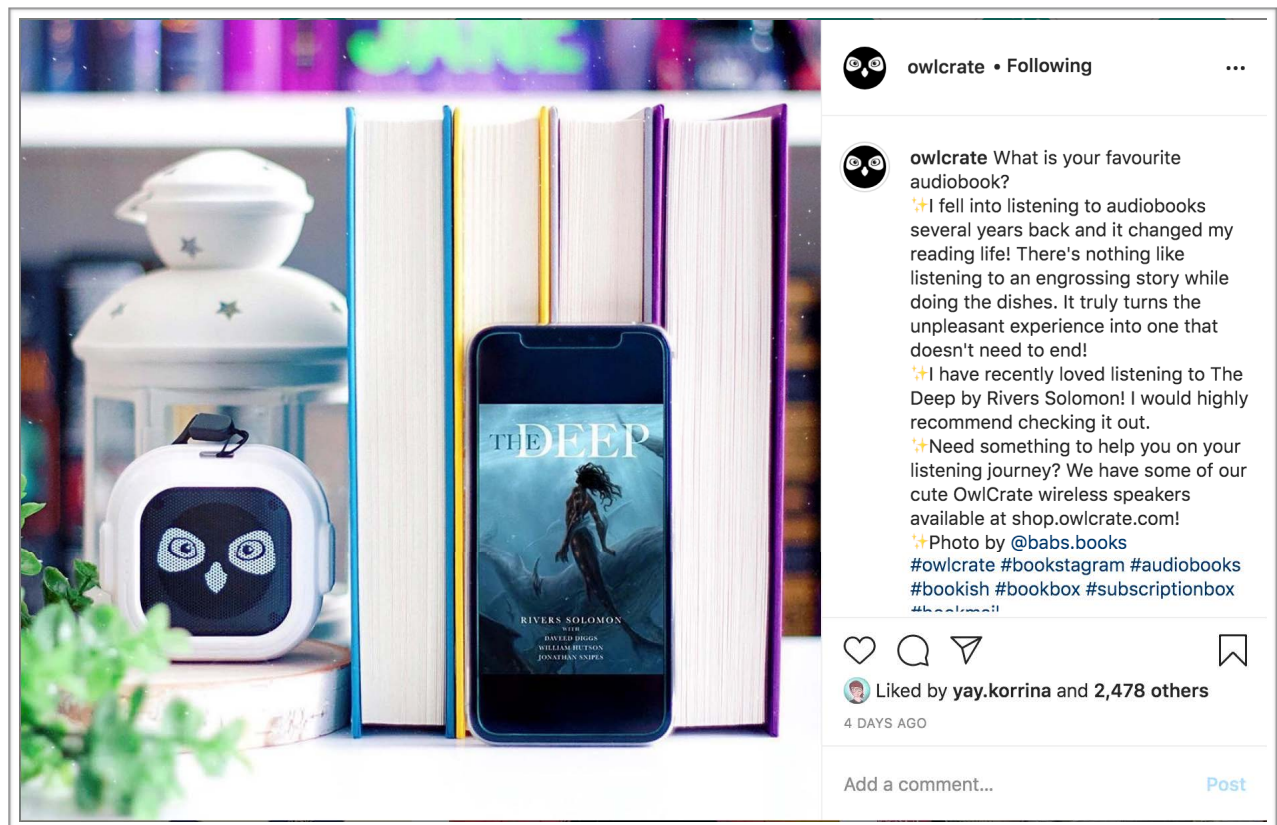 JANE
THE DEEP
RIVERS SOLOMON
WITH
DAVEED DIGGS
WILLIAM HUTSON
JONATHAN SNIPES
owlcrate • Following
owlcrate What is your favourite
audiobook?
✨I fell into listening to audiobooks
several years back and it changed my
reading life! There's nothing like
listening to an engrossing story while
doing the dishes. It truly turns the
unpleasant experience into one that
doesn't need to end!
✨I have recently loved listening to The
Deep by Rivers Solomon! I would highly
recommend checking it out.
✨Need something to help you on your
listening journey? We have some of our
cute OwlCrate wireless speakers
available at shop.owlcrate.com!
✨Photo by @babs.books
#owlcrate #bookstagram #audiobooks
#bookish #bookbox #subscriptionbox
#bookmail
Liked by yay.korrina and 2,478 others
4 DAYS AGO
Add a comment...
Post